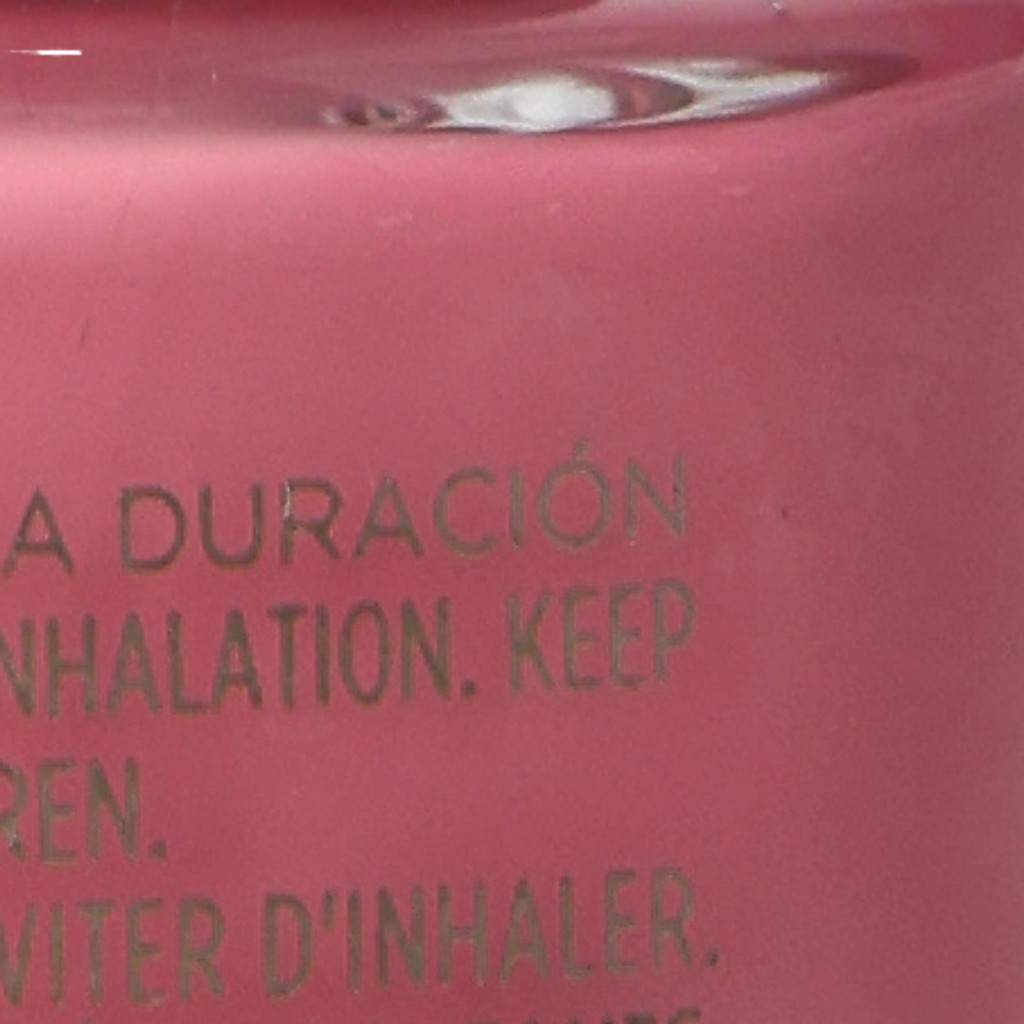 A DURACIÓN
NHALATION. KEEP
REN.
VITER D'INHALER.